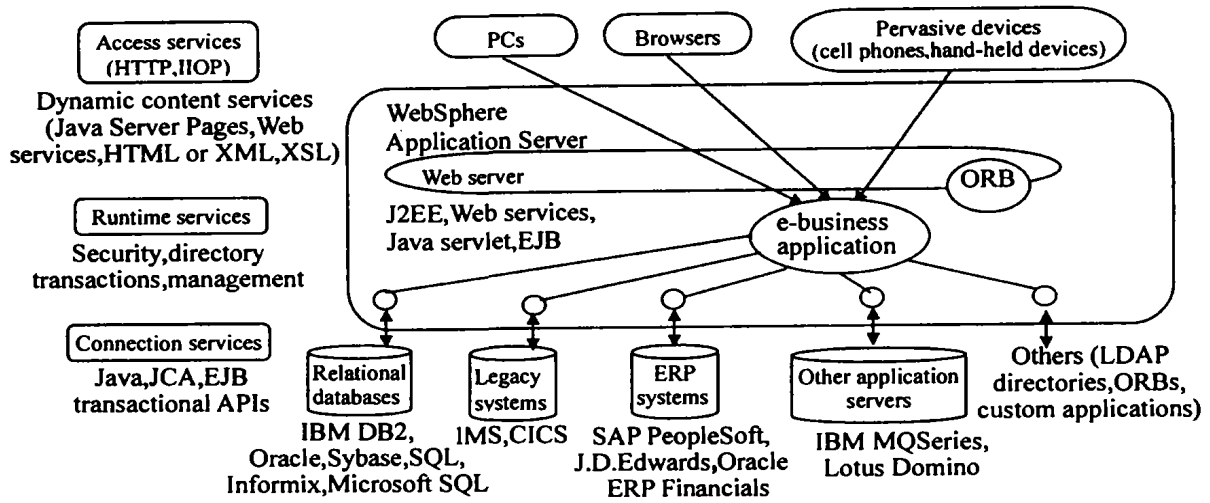 Access services
(HTTP,IIOP)
Dynamic content services
(Java Server Pages,Web
services,HTML or XML,XSL)
Runtime services
Security,directory
transactions,management
Connection services
Java,JCA,EJB
transactional APIs
PCs
Browsers
Pervasive devices
(cell phones,hand-held devices)
WebSphere
Application Server
Web server
ORB
J2EE,Web services,
Java servlet,EJB
e-business
application
Relational
databases
IBM DB2,
Oracle,Sybase,SQL,
Informix,Microsoft SQL
Legacy
systems
IMS,CICS
ERP
systems
SAP PeopleSoft,
J.D.Edwards,Oracle
ERP Financials
Other application
servers
IBM MQSeries,
Lotus Domino
Others (LDAP
directories,ORBs,
custom applications)